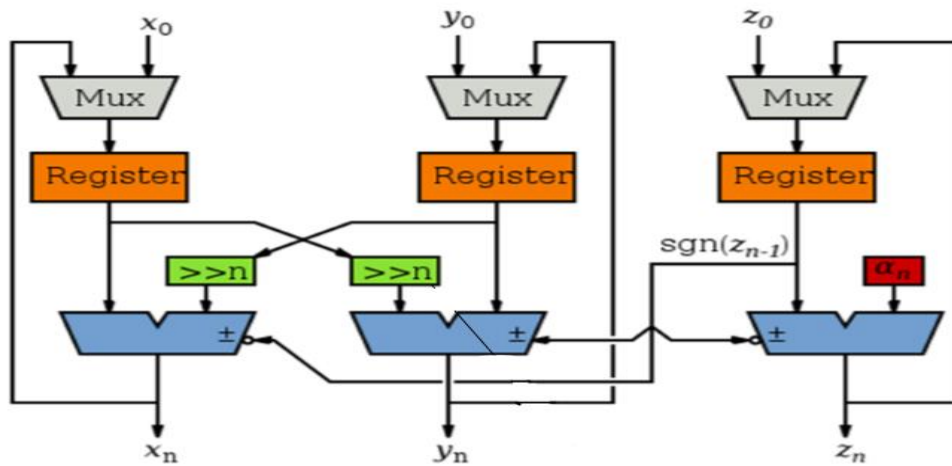 x₀ y₀ z₀
Mux Mux Mux
Register Register Register
sgn(zₙ₋₁)
>>n >>n αₙ
± ± ±
xₙ yₙ zₙ